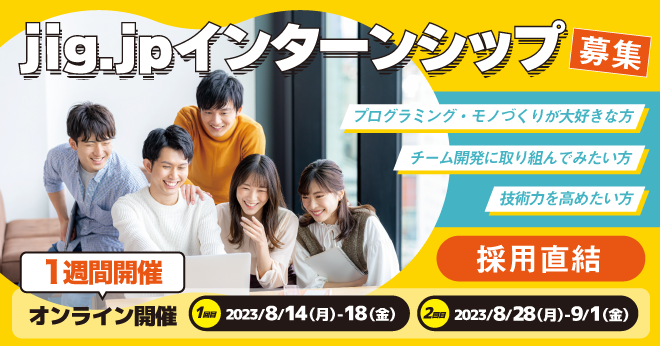 jig.jpインターンシップ
募集
プログラミング・モノづくりが大好きな方
チーム開発に取り組んでみたい方
技術力を高めたい方
採用直結
1週間開催
オンライン開催
1回目 2023/8/14(月)-18(金)
2回目 2023/8/28(月)-9/1(金)